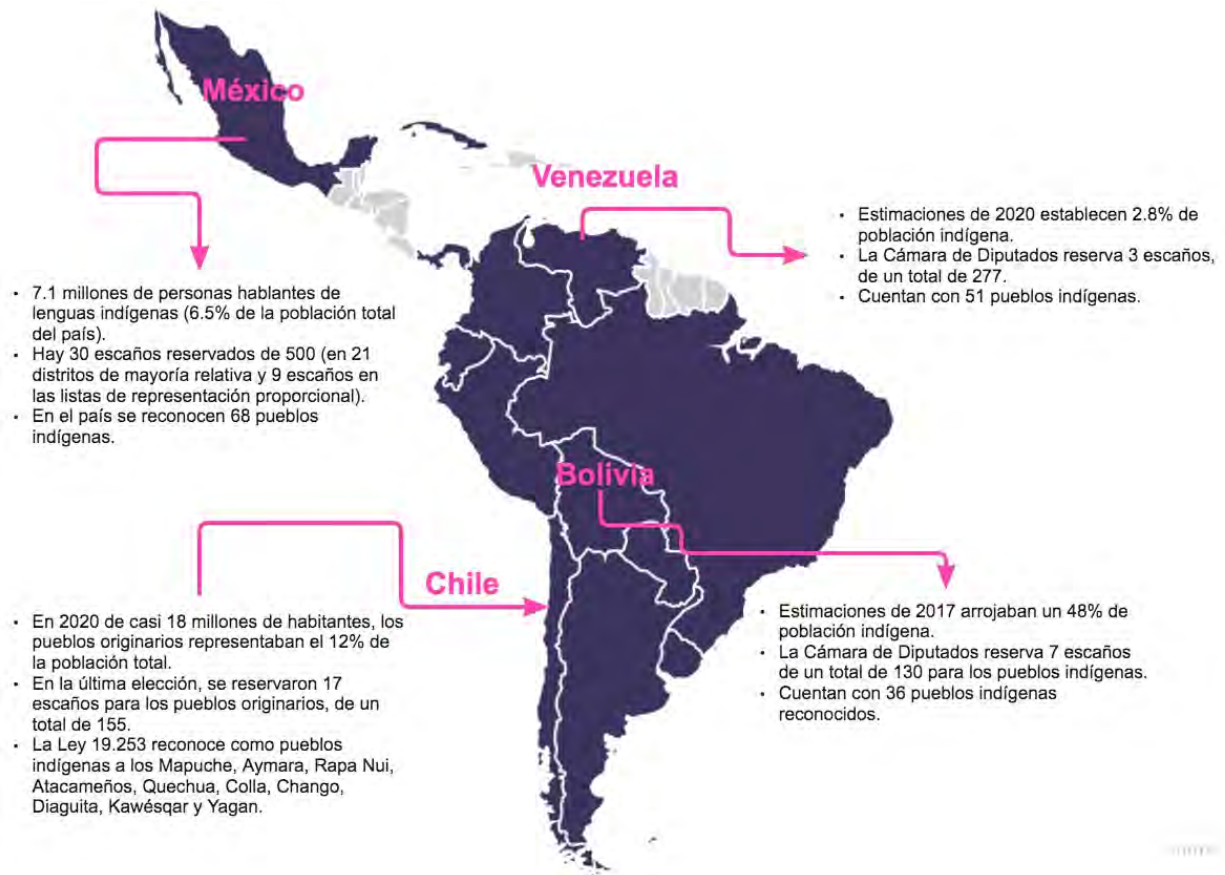 México
Venezuela
• Estimaciones de 2020 establecen 2.8% de
población indígena.
• La Cámara de Diputados reserva 3 escaños,
de un total de 277.
• Cuentan con 51 pueblos indígenas.
• 7.1 millones de personas hablantes de
lenguas indígenas (6.5% de la población total
del país).
• Hay 30 escaños reservados de 500 (en 21
distritos de mayoría relativa y 9 escaños en
las listas de representación proporcional).
• En el país se reconocen 68 pueblos
indígenas.
Bolivia
Chile
• En 2020 de casi 18 millones de habitantes, los
pueblos originarios representaban el 12% de
la población total.
• En la última elección, se reservaron 17
escaños para los pueblos originarios, de un
total de 155.
• La Ley 19.253 reconoce como pueblos
indígenas a los Mapuche, Aymara, Rapa Nui,
Atacameños, Quechua, Colla, Chango,
Diaguita, Kawésqar y Yagan.
• Estimaciones de 2017 arrojaban un 48% de
población indígena.
• La Cámara de Diputados reserva 7 escaños
de un total de 130 para los pueblos indígenas.
• Cuentan con 36 pueblos indígenas
reconocidos.